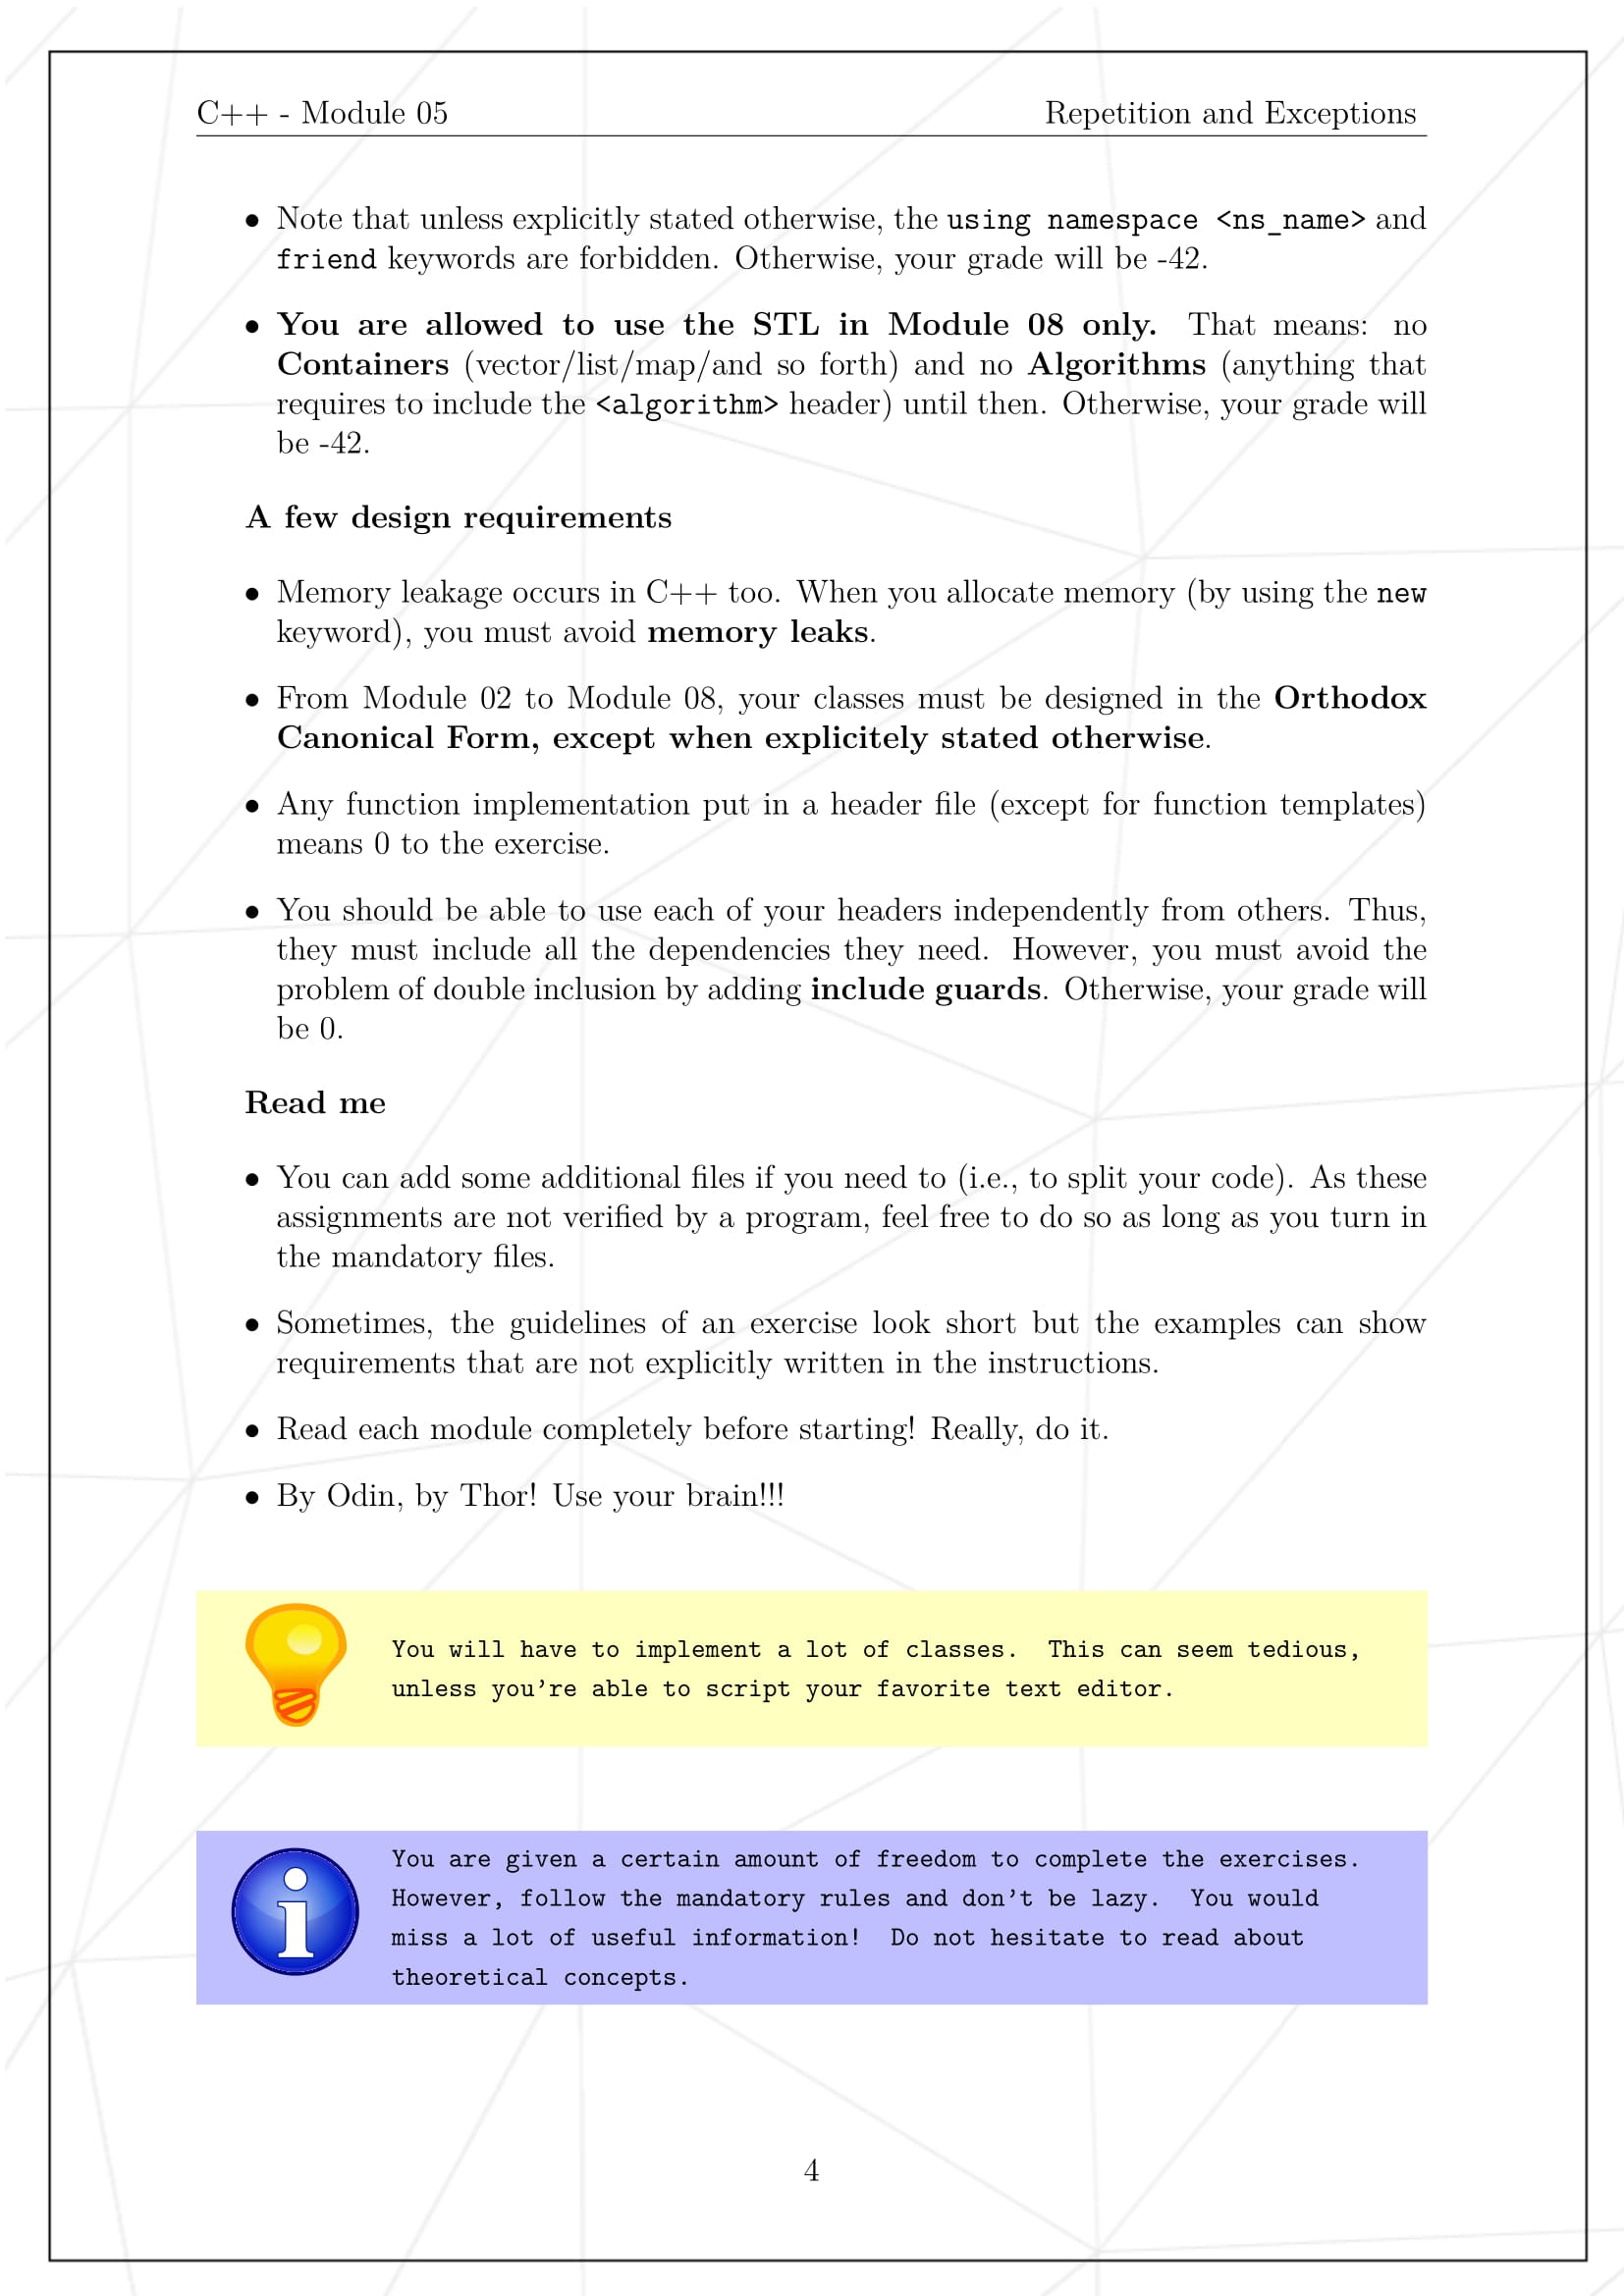 C++ - Module 05 Repetition and Exceptions
• Note that unless explicitly stated otherwise, the using namespace <ns_name> and
friend keywords are forbidden. Otherwise, your grade will be -42.
• You are allowed to use the STL in Module 08 only. That means: no
Containers (vector/list/map/and so forth) and no Algorithms (anything that
requires to include the <algorithm> header) until then. Otherwise, your grade will
be -42.
A few design requirements
• Memory leakage occurs in C++ too. When you allocate memory (by using the new
keyword), you must avoid memory leaks.
• From Module 02 to Module 08, your classes must be designed in the Orthodox
Canonical Form, except when explicitely stated otherwise.
• Any function implementation put in a header file (except for function templates)
means 0 to the exercise.
• You should be able to use each of your headers independently from others. Thus,
they must include all the dependencies they need. However, you must avoid the
problem of double inclusion by adding include guards. Otherwise, your grade will
be 0.
Read me
• You can add some additional files if you need to (i.e., to split your code). As these
assignments are not verified by a program, feel free to do so as long as you turn in
the mandatory files.
• Sometimes, the guidelines of an exercise look short but the examples can show
requirements that are not explicitly written in the instructions.
• Read each module completely before starting! Really, do it.
• By Odin, by Thor! Use your brain!!!
You will have to implement a lot of classes. This can seem tedious,
unless you're able to script your favorite text editor.
You are given a certain amount of freedom to complete the exercises.
However, follow the mandatory rules and don't be lazy. You would
miss a lot of useful information! Do not hesitate to read about
theoretical concepts.
4